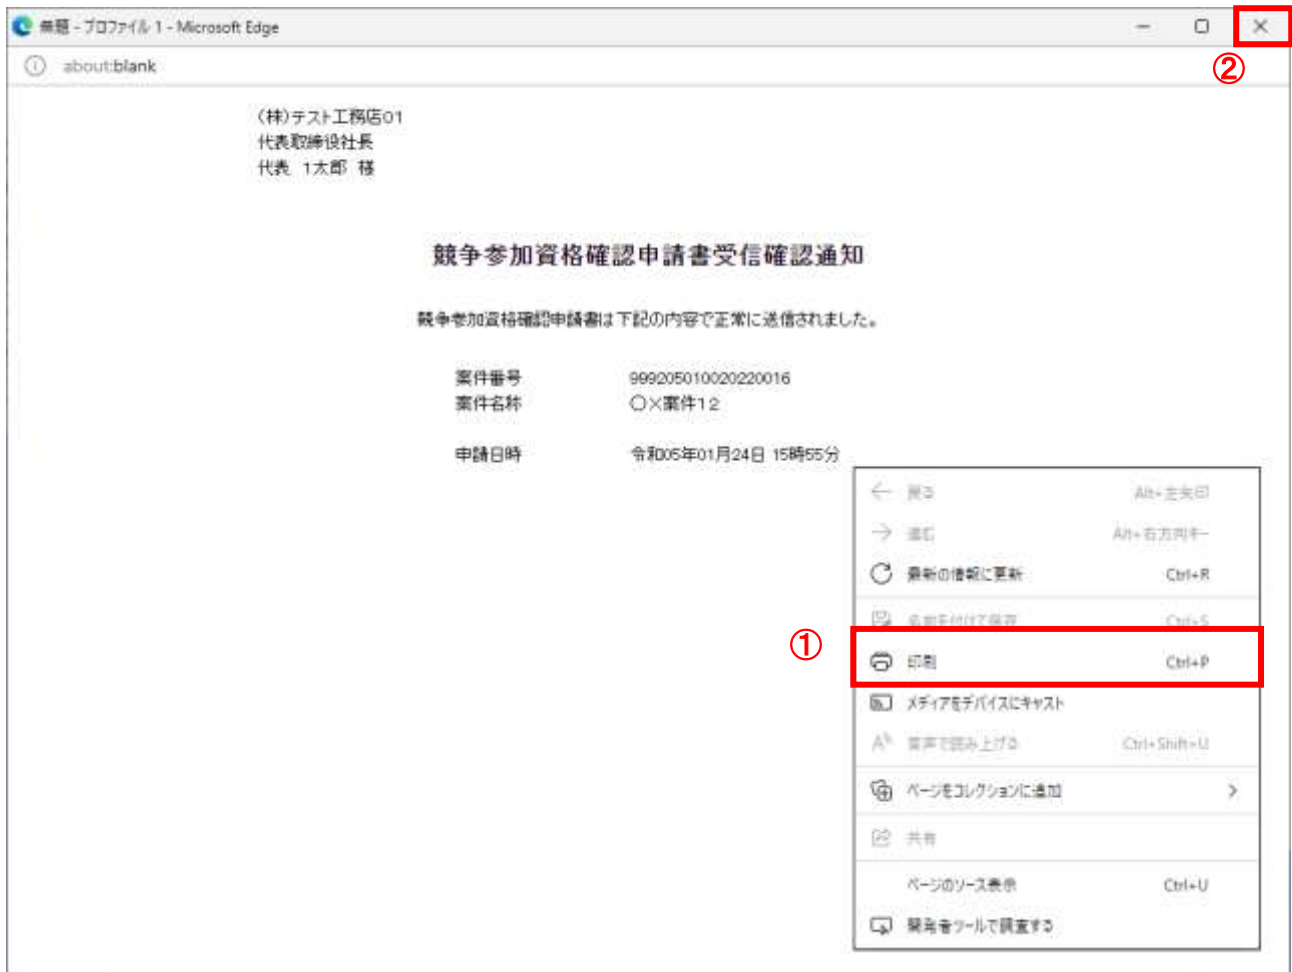 無題 - プロファイル 1 - Microsoft Edge
②
about:blank
(株)テスト工務店01
代表取締役社長
代表 1太郎 様
競争参加資格確認申請書受信確認通知
競争参加資格確認申請書は下記の内容で正常に送信されました。
案件番号 999205010020220016
案件名称 〇×案件12
申請日時 令和05年01月24日 15時55分
戻る Alt+左矢印
進む Alt+右方向キー
最新の情報に更新 Ctrl+R
名前を付けて保存 Ctrl+S
①
印刷 Ctrl+P
メディアをデバイスにキャスト
音声で読み上げる Ctrl+Shift+U
ページをコレクションに追加
共有
ページのソース表示 Ctrl+U
開発者ツールで調査する